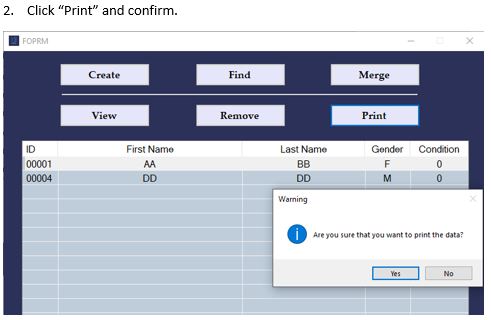 2. Click “Print” and confirm.
FOPRM
Create Find Merge
View Remove Print
ID First Name Last Name Gender Condition
00001 AA BB F 0
00004 DD DD M 0
Warning
Are you sure that you want to print the data?
Yes No